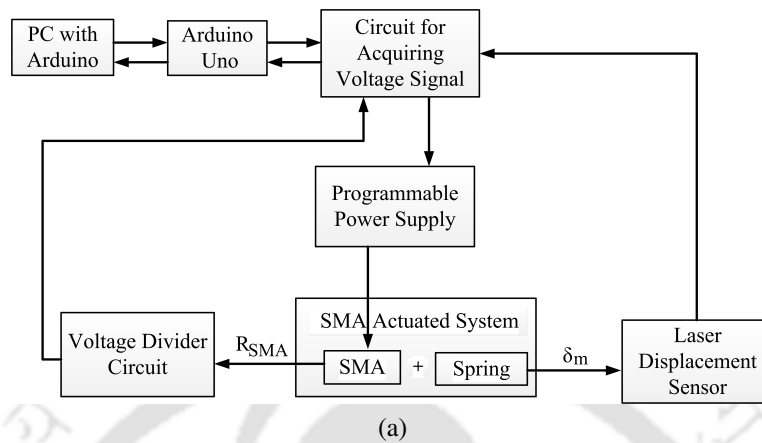 PC with
Arduino
Arduino
Uno
Circuit for
Acquiring
Voltage Signal
Programmable
Power Supply
SMA Actuated System
SMA
+
Spring
Voltage Divider
Circuit
R_SMA
δ_m
Laser
Displacement
Sensor
(a)